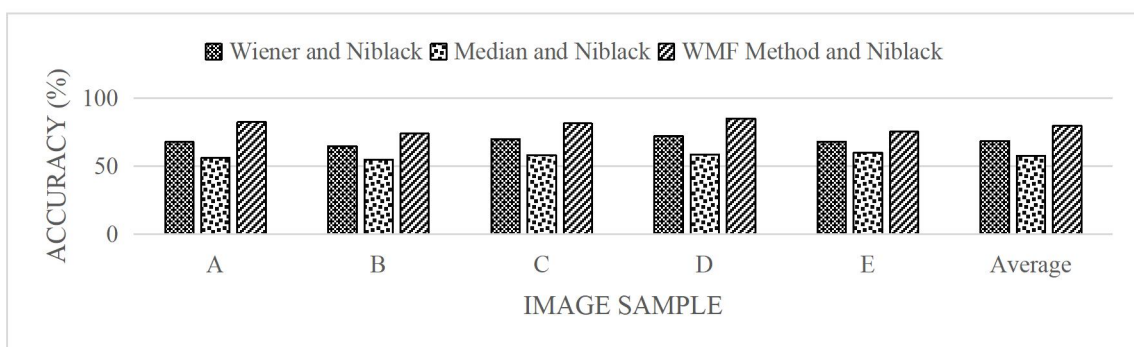 Wiener and Niblack Median and Niblack WMF Method and Niblack
ACCURACY (%)
100
50
0
A B C D E Average
IMAGE SAMPLE